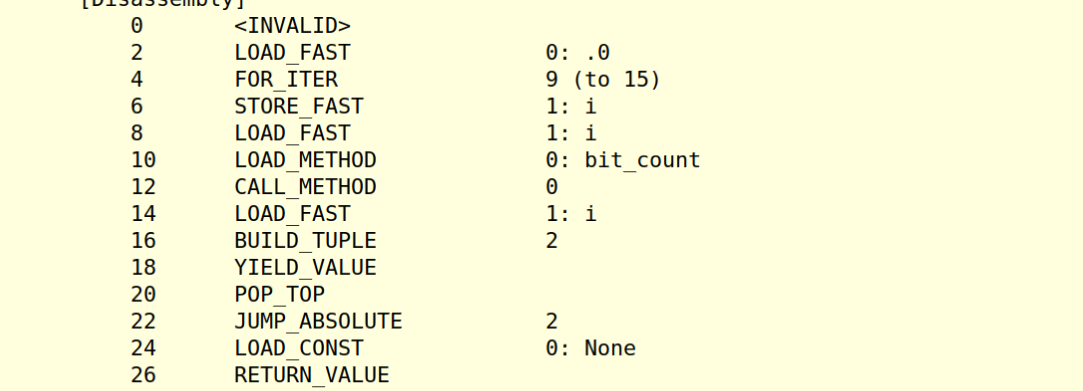 [Disassembly]
0 <INVALID>
2 LOAD_FAST 0: .0
4 FOR_ITER 9 (to 15)
6 STORE_FAST 1: i
8 LOAD_FAST 1: i
10 LOAD_METHOD 0: bit_count
12 CALL_METHOD 0
14 LOAD_FAST 1: i
16 BUILD_TUPLE 2
18 YIELD_VALUE
20 POP_TOP
22 JUMP_ABSOLUTE 2
24 LOAD_CONST 0: None
26 RETURN_VALUE